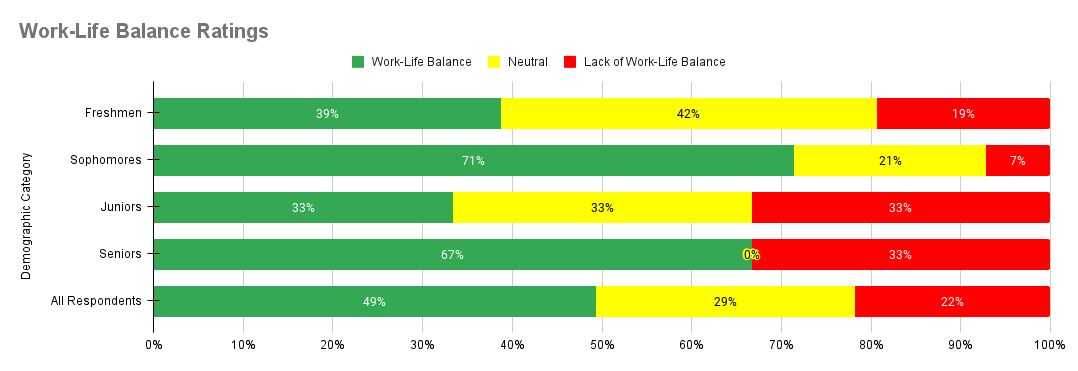 Work-Life Balance Ratings
Work-Life Balance Neutral Lack of Work-Life Balance
Demographic Category
Freshmen 39% 42% 19%
Sophomores 71% 21% 7%
Juniors 33% 33% 33%
Seniors 67% 0% 33%
All Respondents 49% 29% 22%
0% 10% 20% 30% 40% 50% 60% 70% 80% 90% 100%